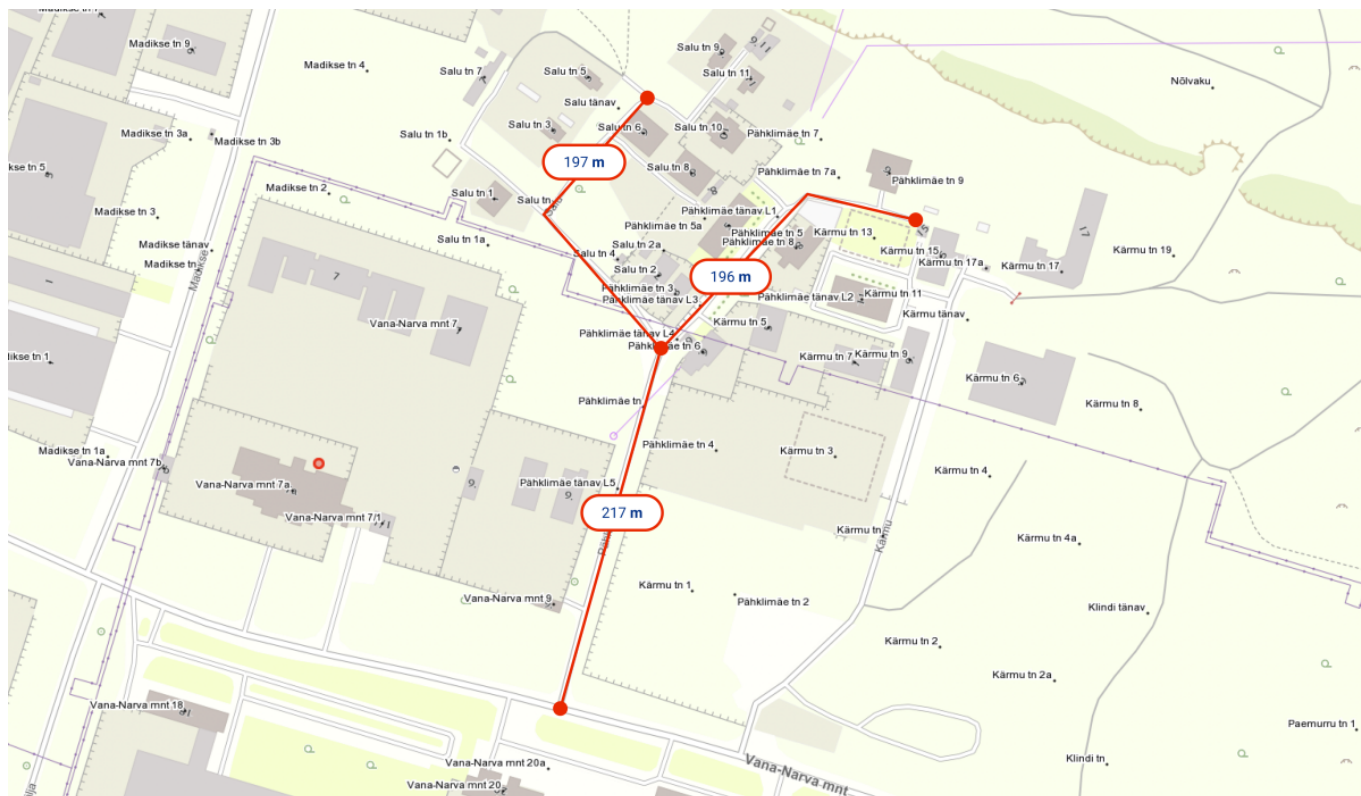 Madikse tn 9
Madikse tn 4
Salu tn 7
Salu tn 5
Salu tn 9
9
11
Salu tn 11
Nõlvaku
Salu tänav
Salu tn 3
Salu tn 6
Salu tn 10
Madikse tn 3a
Madikse tn 3b
Salu tn 1b
Pähklimäe tn 7
197 m
Salu tn 8
Pähklimäe tn 7a
Pähklimäe tn 9
Madikse tn 2
Salu tn 1
Salu tn
Madikse tn 3
Pähklimäe tänav L1
Pähklimäe tn 5a
Pähklimäe tn 5
Kärmu tn 13
15
17
Salu tn 1a
Salu tn 2a
Pähklimäe tn 8
Madikse tänav
Salu tn 4
Kärmu tn 15
Kärmu tn 19
Madikse tn
Madikse
Salu tn 2
Kärmu tn 17a
Kärmu tn 17
7
196 m
Pähklimäe tn 3
Pähklimäe tänav L3
Pähklimäe tänav L2
Kärmu tn 11
Vana-Narva mnt 7
Kärmu tn 5
Kärmu tänav
Pähklimäe tänav L4
Pähklimäe tn 6
Kärmu tn 7
Kärmu tn 9
Kärmu tn 6
Pähklimäe tn
Kärmu tn 8
Madikse tn 1a
Vana-Narva mnt 7b
Pähklimäe tn 4
Kärmu tn 3
Kärmu tn 4
Vana-Narva mnt 7a
9
Pähklimäe tänav L5
9
Vana-Narva mnt 7/1
217 m
Kärmu tn
Kärmu
Kärmu tn 4a
Kärmu tn 1
Pähklimäe tn 2
Vana-Narva mnt 9
Klindi tänav
Kärmu tn 2
Kärmu tn 2a
Vana-Narva mnt 18
Paemurru tn 1
Vana-Narva mnt 20a
Vana-Narva mnt
Klindi tn
Vana-Narva mnt 20